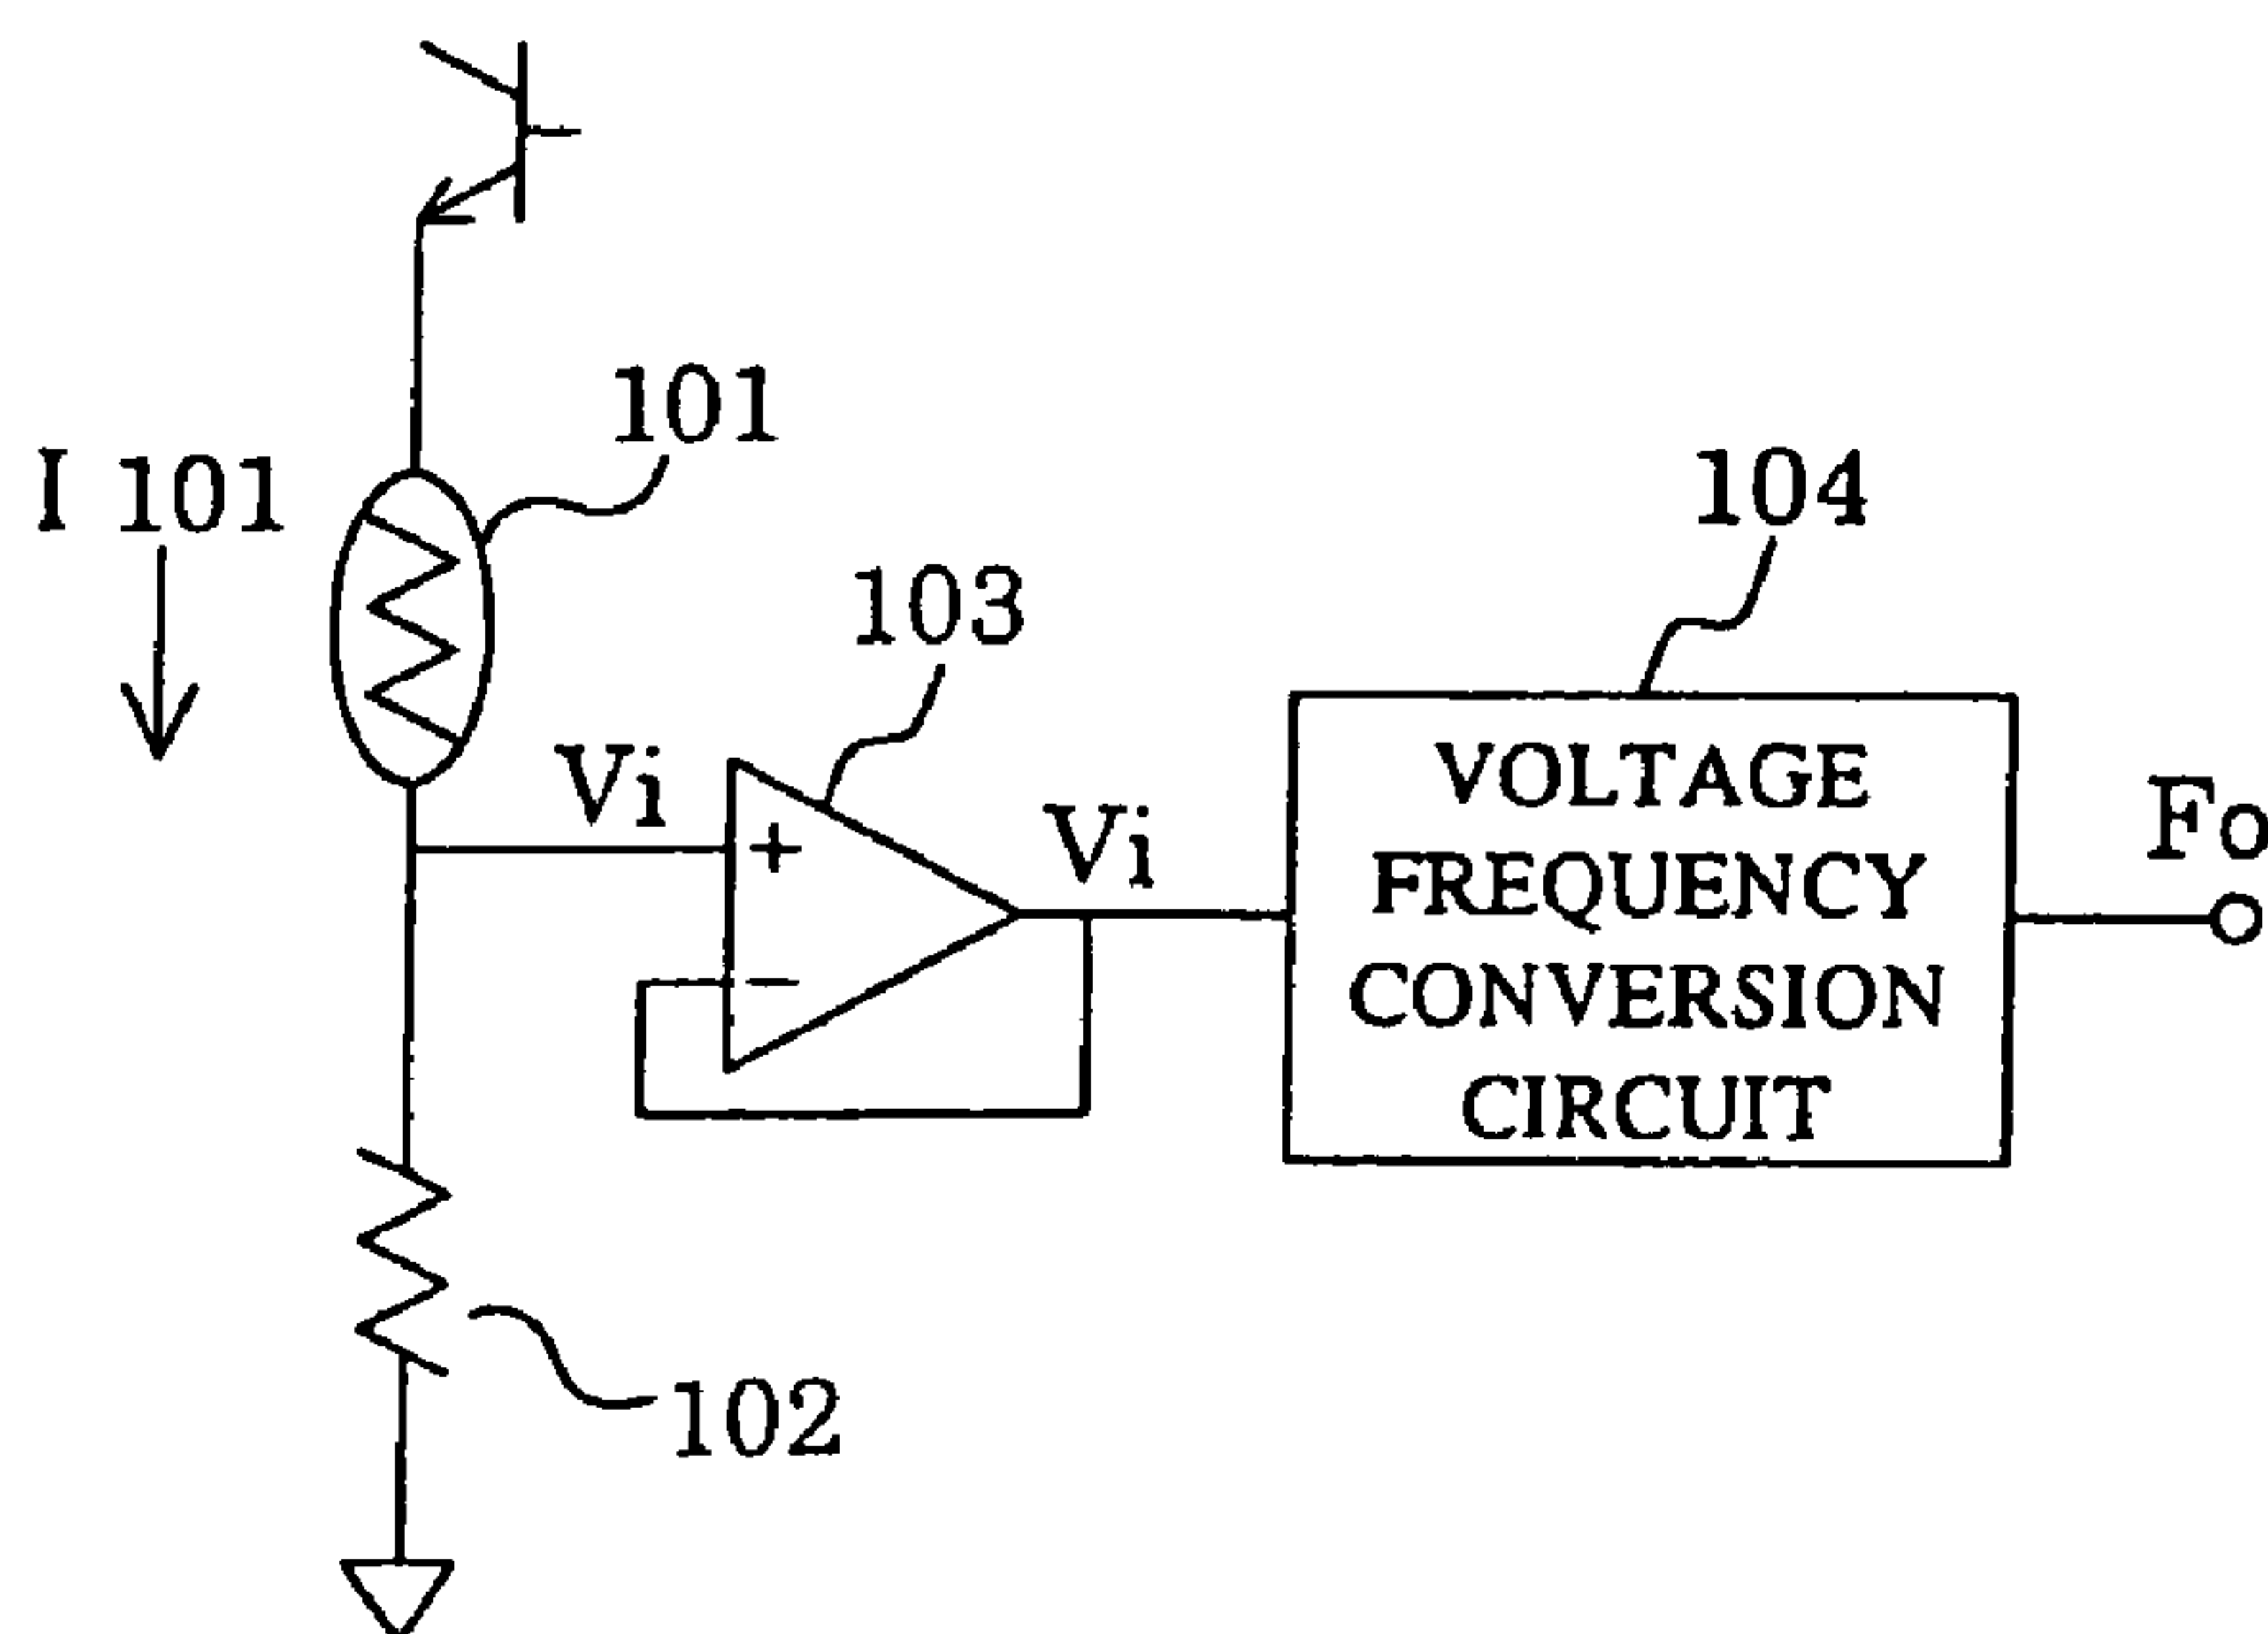 101
I 101
104
103
Vi
+
Vi
−
VOLTAGE
FREQUENCY
CONVERSION
CIRCUIT
Fo
102